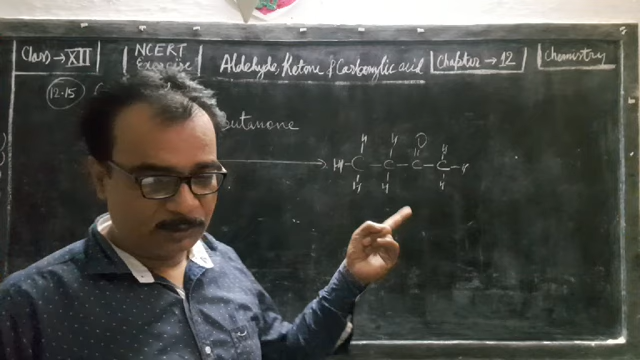 Class → XII
NCERT Exercise
Aldehyde, Ketone & Carboxylic acid
Chapter → 12
Chemistry
12.15
butanone
H H O H
H – C – C – C – C – H
H H H